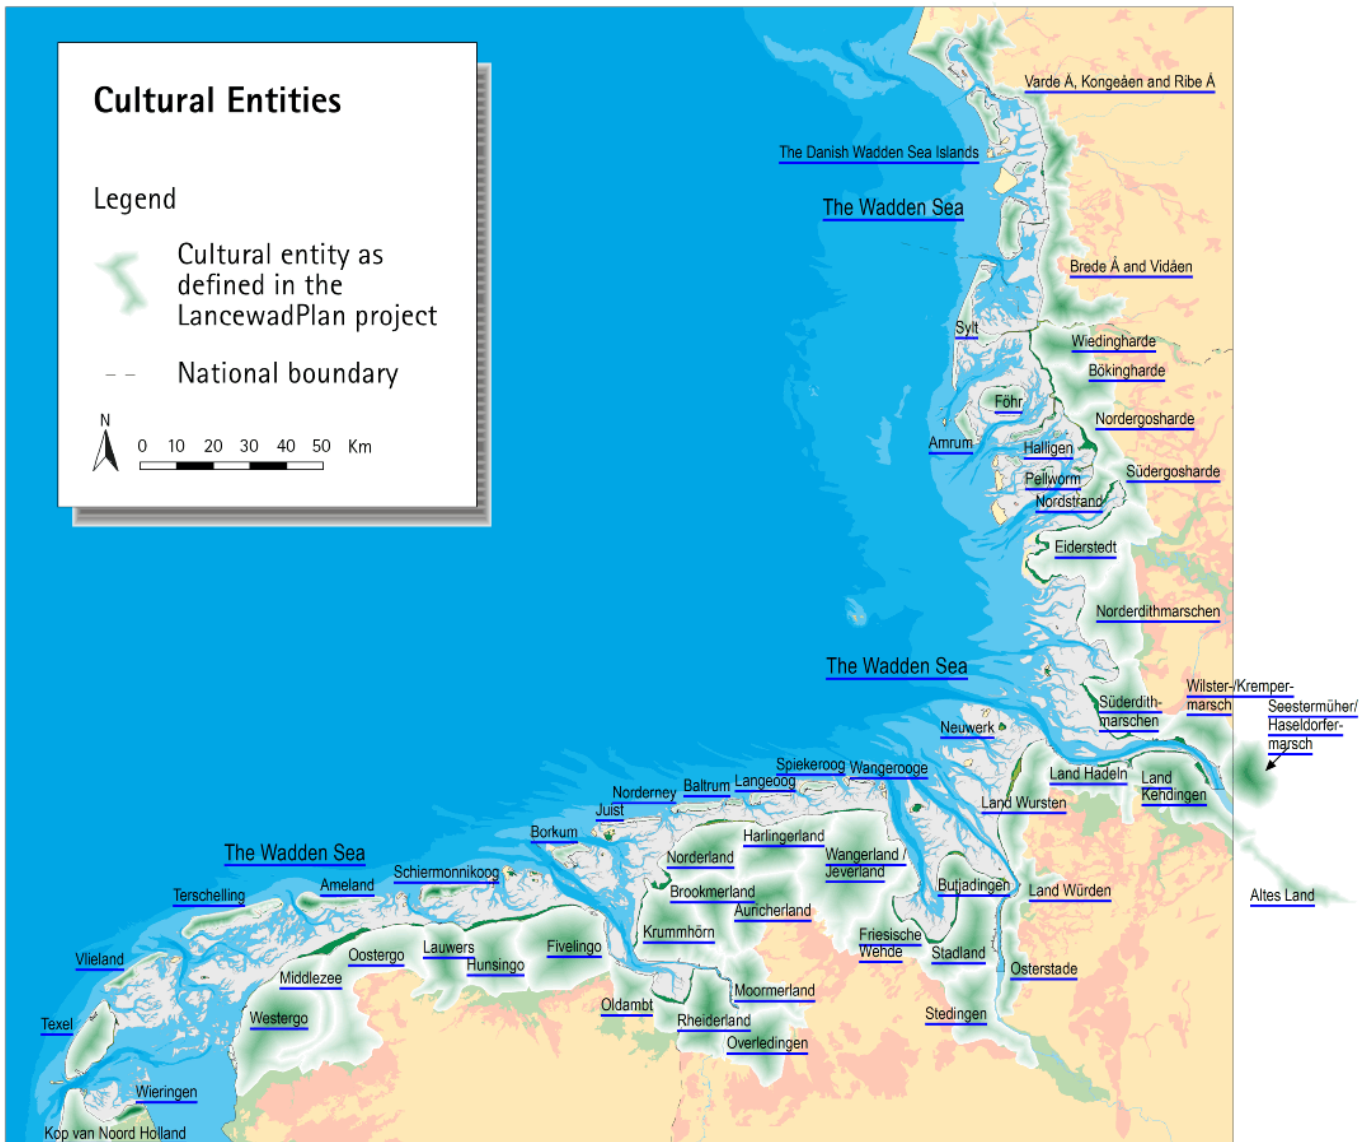 Cultural Entities
Legend
Cultural entity as
defined in the
LancewadPlan project
National boundary
N
0 10 20 30 40 50 Km
Varde Å, Kongeåen and Ribe Å
The Danish Wadden Sea Islands
The Wadden Sea
Brede Å and Vidåen
Sylt
Wiedingharde
Bökingharde
Föhr
Nordergosharde
Amrum
Halligen
Südergosharde
Pellworm
Nordstrand
Eiderstedt
Norderdithmarschen
The Wadden Sea
Wilster-/Kremper-
marsch
Seestermüher/
Haseldorfer-
marsch
Süderdith-
marschen
Neuwerk
Land Hadeln
Land
Kehdingen
Spiekeroog
Wangerooge
Langeoog
Baltrum
Norderney
Juist
Land Wursten
Borkum
Harlingerland
Norderland
Wangerland /
Jeverland
The Wadden Sea
Schiermonnikoog
Ameland
Terschelling
Brookmerland
Butjadingen
Land Würden
Altes Land
Auricherland
Krummhörn
Friesische
Wehde
Stadland
Fivelingo
Lauwers
Hunsingo
Oostergo
Vlieland
Middlezee
Osterstade
Moormerland
Oldambt
Rheiderland
Stedingen
Westergo
Texel
Overledingen
Wieringen
Kop van Noord Holland